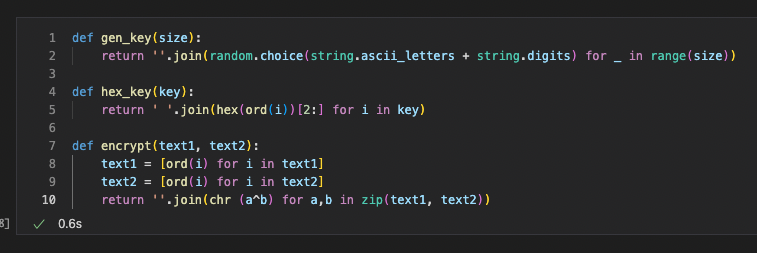 1 def gen_key(size):
2     return ''.join(random.choice(string.ascii_letters + string.digits) for _ in range(size))
3
4 def hex_key(key):
5     return ' '.join(hex(ord(i))[2:] for i in key)
6
7 def encrypt(text1, text2):
8     text1 = [ord(i) for i in text1]
9     text2 = [ord(i) for i in text2]
10     return ''.join(chr (a^b) for a,b in zip(text1, text2))
8] ✓ 0.6s